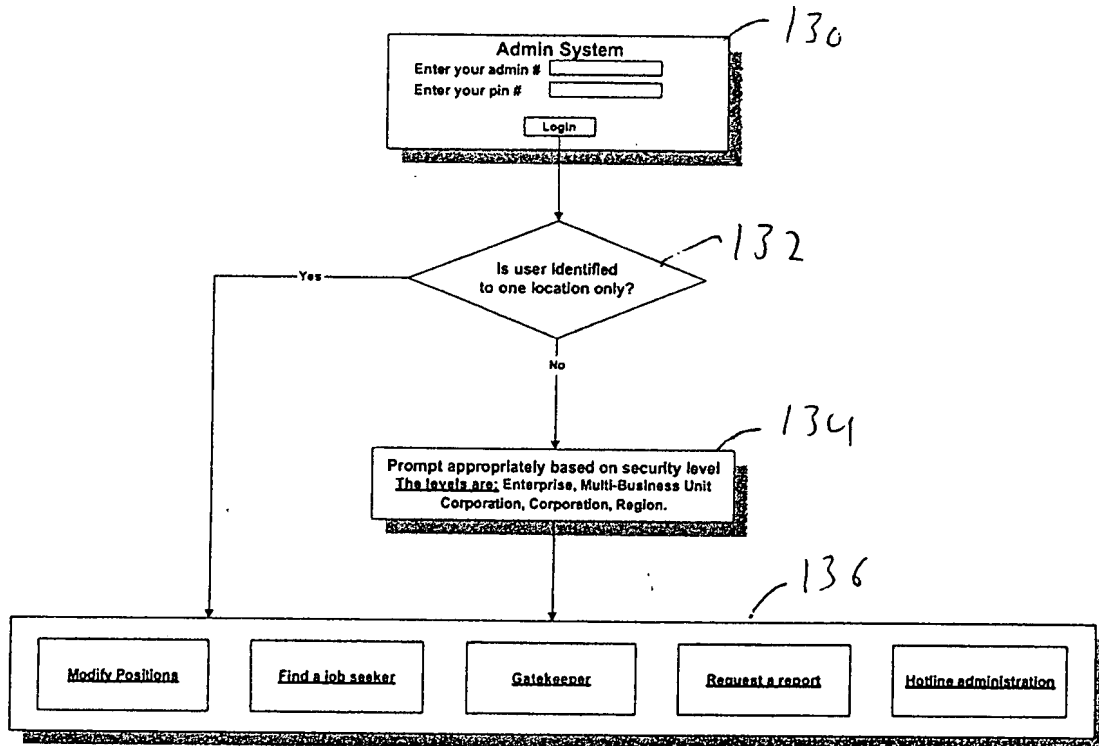 130
Admin System
Enter your admin #
Enter your pin #
Login
132
Is user identified
to one location only?
Yes
No
134
Prompt appropriately based on security level
The levels are: Enterprise, Multi-Business Unit
Corporation, Corporation, Region.
136
Modify Positions
Find a job seeker
Gatekeeper
Request a report
Hotline administration